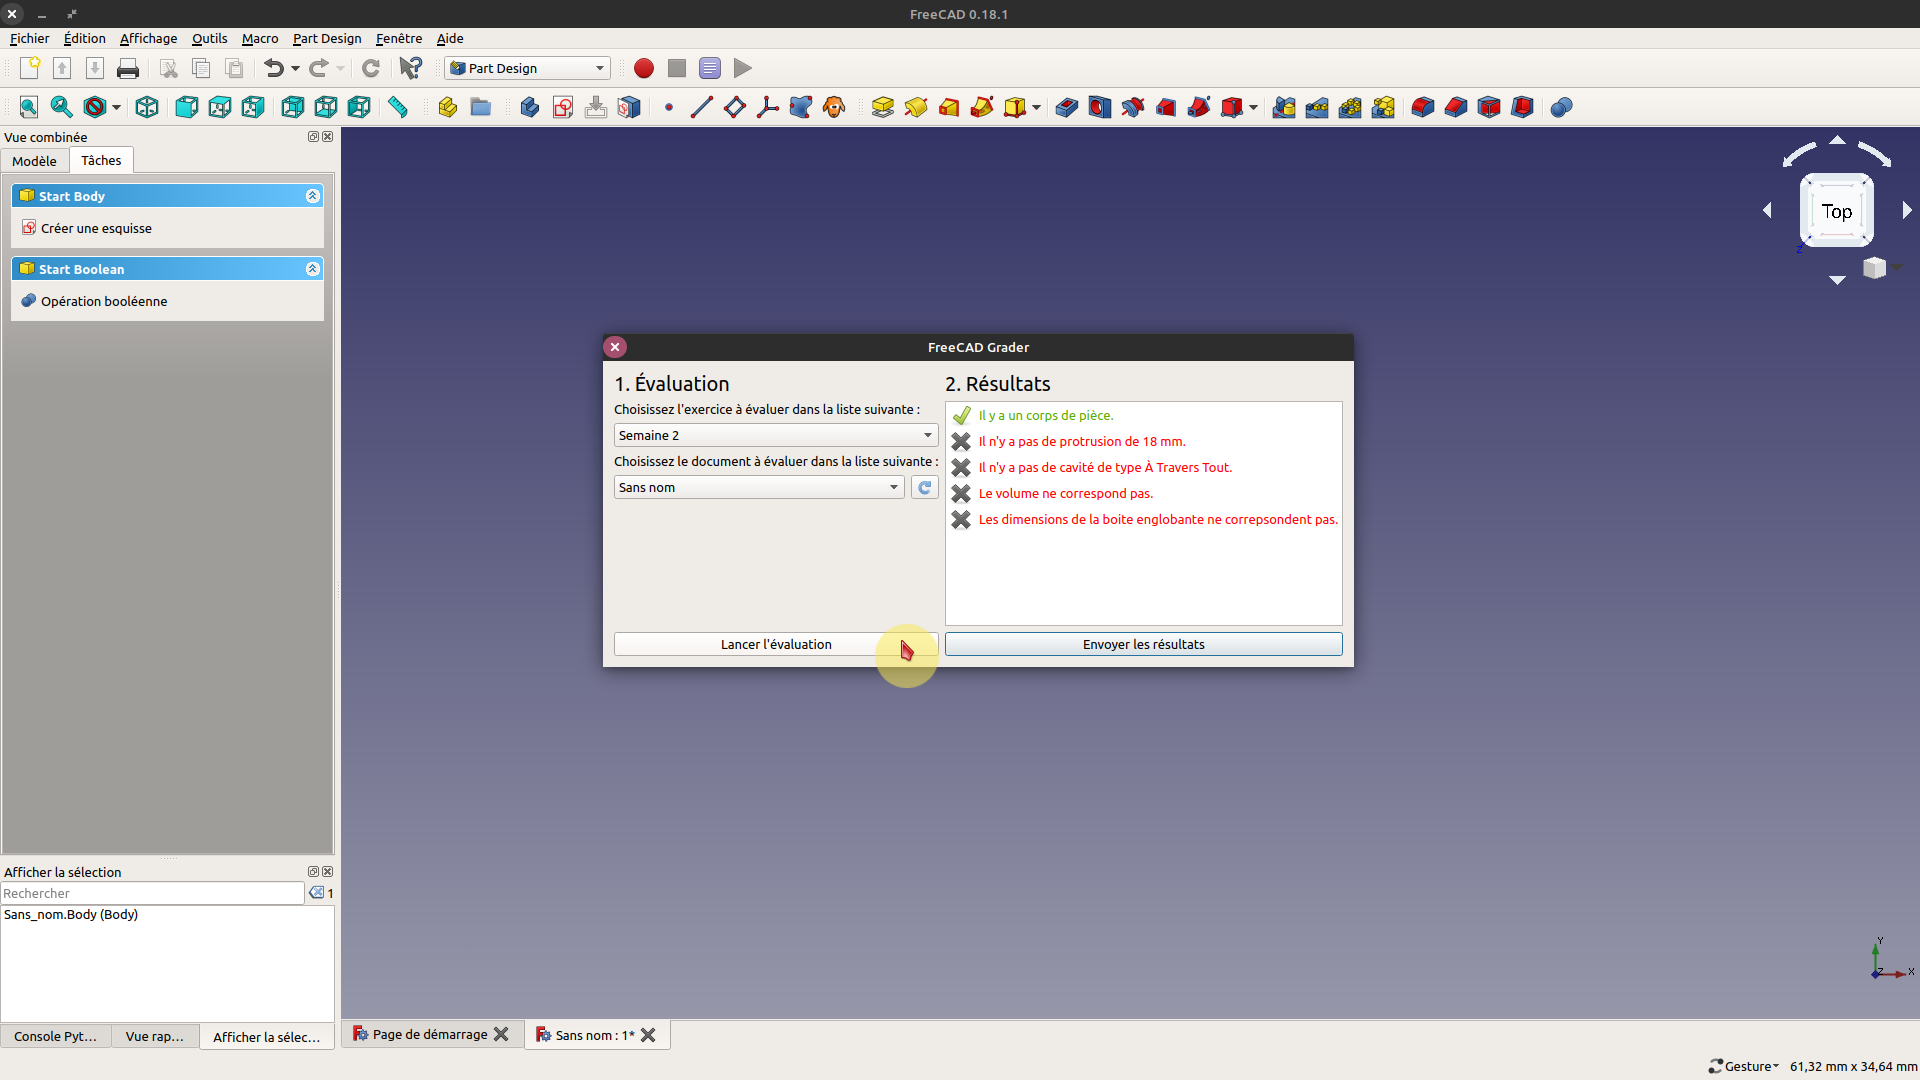 FreeCAD 0.18.1
Fichier Édition Affichage Outils Macro Part Design Fenêtre Aide
Part Design
Vue combinée
Modèle Tâches
Start Body
Créer une esquisse
Start Boolean
Opération booléenne
Top
Z
FreeCAD Grader
1. Évaluation
Choisissez l'exercice à évaluer dans la liste suivante :
Semaine 2
Choisissez le document à évaluer dans la liste suivante :
Sans nom
Lancer l'évaluation
2. Résultats
Il y a un corps de pièce.
Il n'y a pas de protrusion de 18 mm.
Il n'y a pas de cavité de type À Travers Tout.
Le volume ne correspond pas.
Les dimensions de la boite englobante ne correpsondent pas.
Envoyer les résultats
Afficher la sélection
Rechercher
1
Sans_nom.Body (Body)
Console Pyt... Vue rap... Afficher la sélec...
Page de démarrage
Sans nom : 1*
Y
Z
X
Gesture
61,32 mm x 34,64 mm